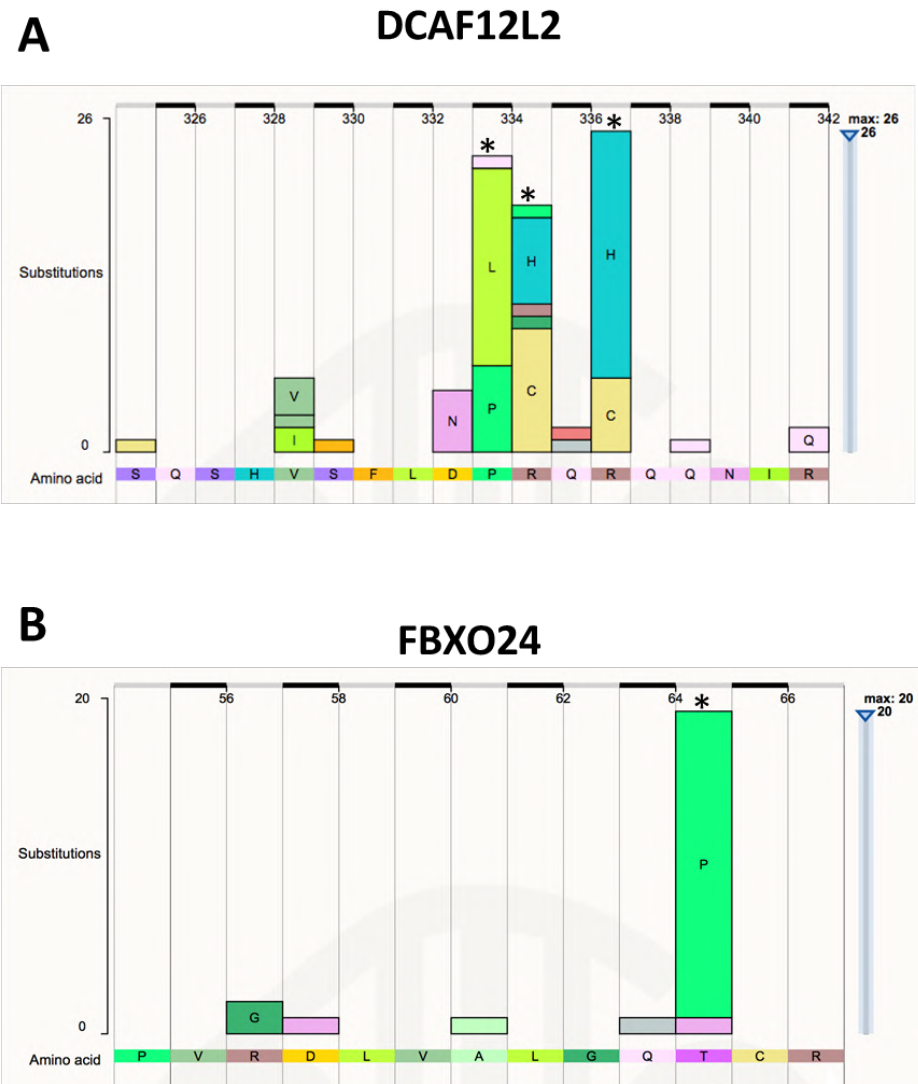 A
DCAF12L2
26 326 328 330 332 334 336 338 340 342 max: 26
26
* * *
V
I
N
L
P
H
C
H
C
Q
Substitutions
0
Amino acid S Q S H V S F L D P R Q R Q Q N I R
B
FBXO24
20 56 58 60 62 64 66 max: 20
20
*
P
Substitutions
G
0
Amino acid P V R D L V A L G Q T C R